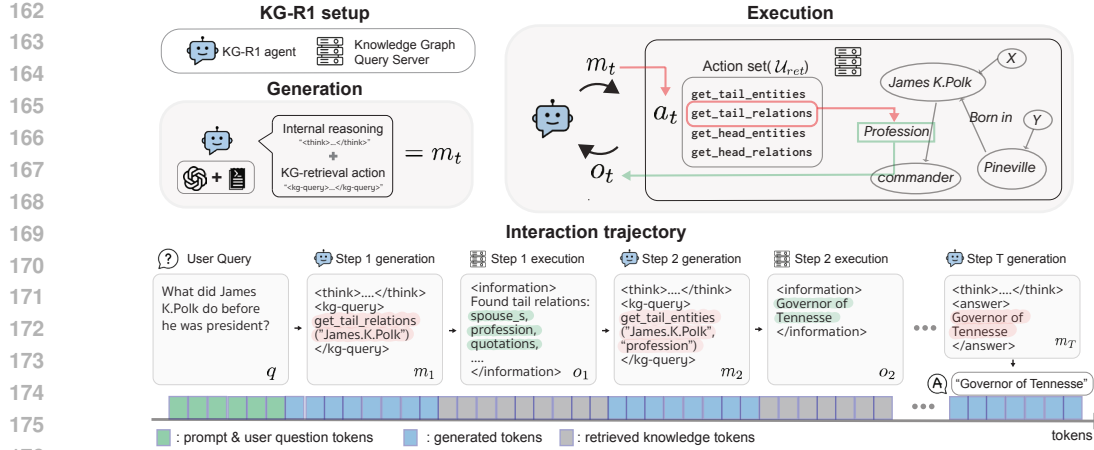 162
163
164
165
166
167
168
169
170
171
172
173
174
175
KG-R1 setup
KG-R1 agent
Knowledge Graph
Query Server
Generation
Internal reasoning
"<think>...</think>"
+
KG-retrieval action
"<kg-query>...</kg-query>"
+
= m_t
Execution
m_t
a_t
o_t
Action set( U_ret)
get_tail_entities
get_tail_relations
get_head_entities
get_head_relations
James K.Polk
X
Born in
Y
Profession
Pineville
commander
Interaction trajectory
? User Query
What did James
K.Polk do before
he was president?
q
Step 1 generation
<think>....</think>
<kg-query>
get_tail_relations
("James.K.Polk")
</kg-query>
m_1
Step 1 execution
<information>
Found tail relations:
spouse_s,
profession,
quotations,
....
</information>
o_1
Step 2 generation
<think>....</think>
<kg-query>
get_tail_entities
("James.K.Polk",
"profession")
</kg-query>
m_2
Step 2 execution
<information>
Governor of
Tennesse
</information>
o_2
•••
Step T generation
<think>....</think>
<answer>
Governor of
Tennesse
</answer>
m_T
A "Governor of Tennesse"
•••
: prompt & user question tokens
: generated tokens
: retrieved knowledge tokens
tokens